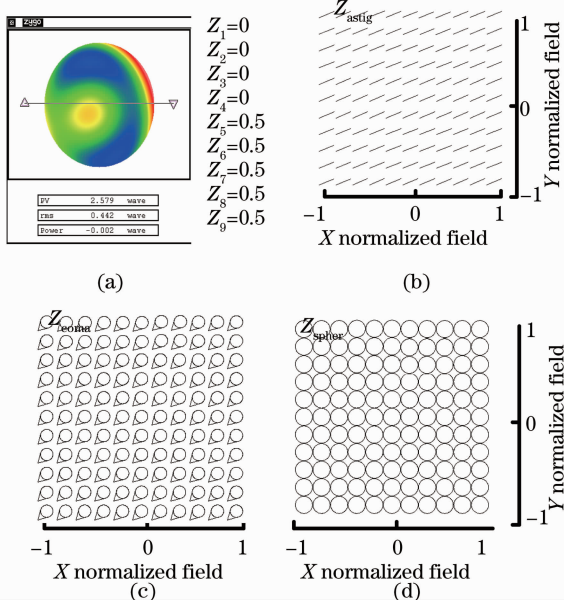 zygo
PV 2.579 wave
rms 0.442 wave
Power -0.002 wave
Z1=0
Z2=0
Z3=0
Z4=0
Z5=0.5
Z6=0.5
Z7=0.5
Z8=0.5
Z9=0.5
(a)
Zastig
1
0
−1
Y normalized field
−1 0 1
X normalized field
(b)
Zcoma
−1 0 1
X normalized field
(c)
Zspher
1
0
−1
Y normalized field
−1 0 1
X normalized field
(d)